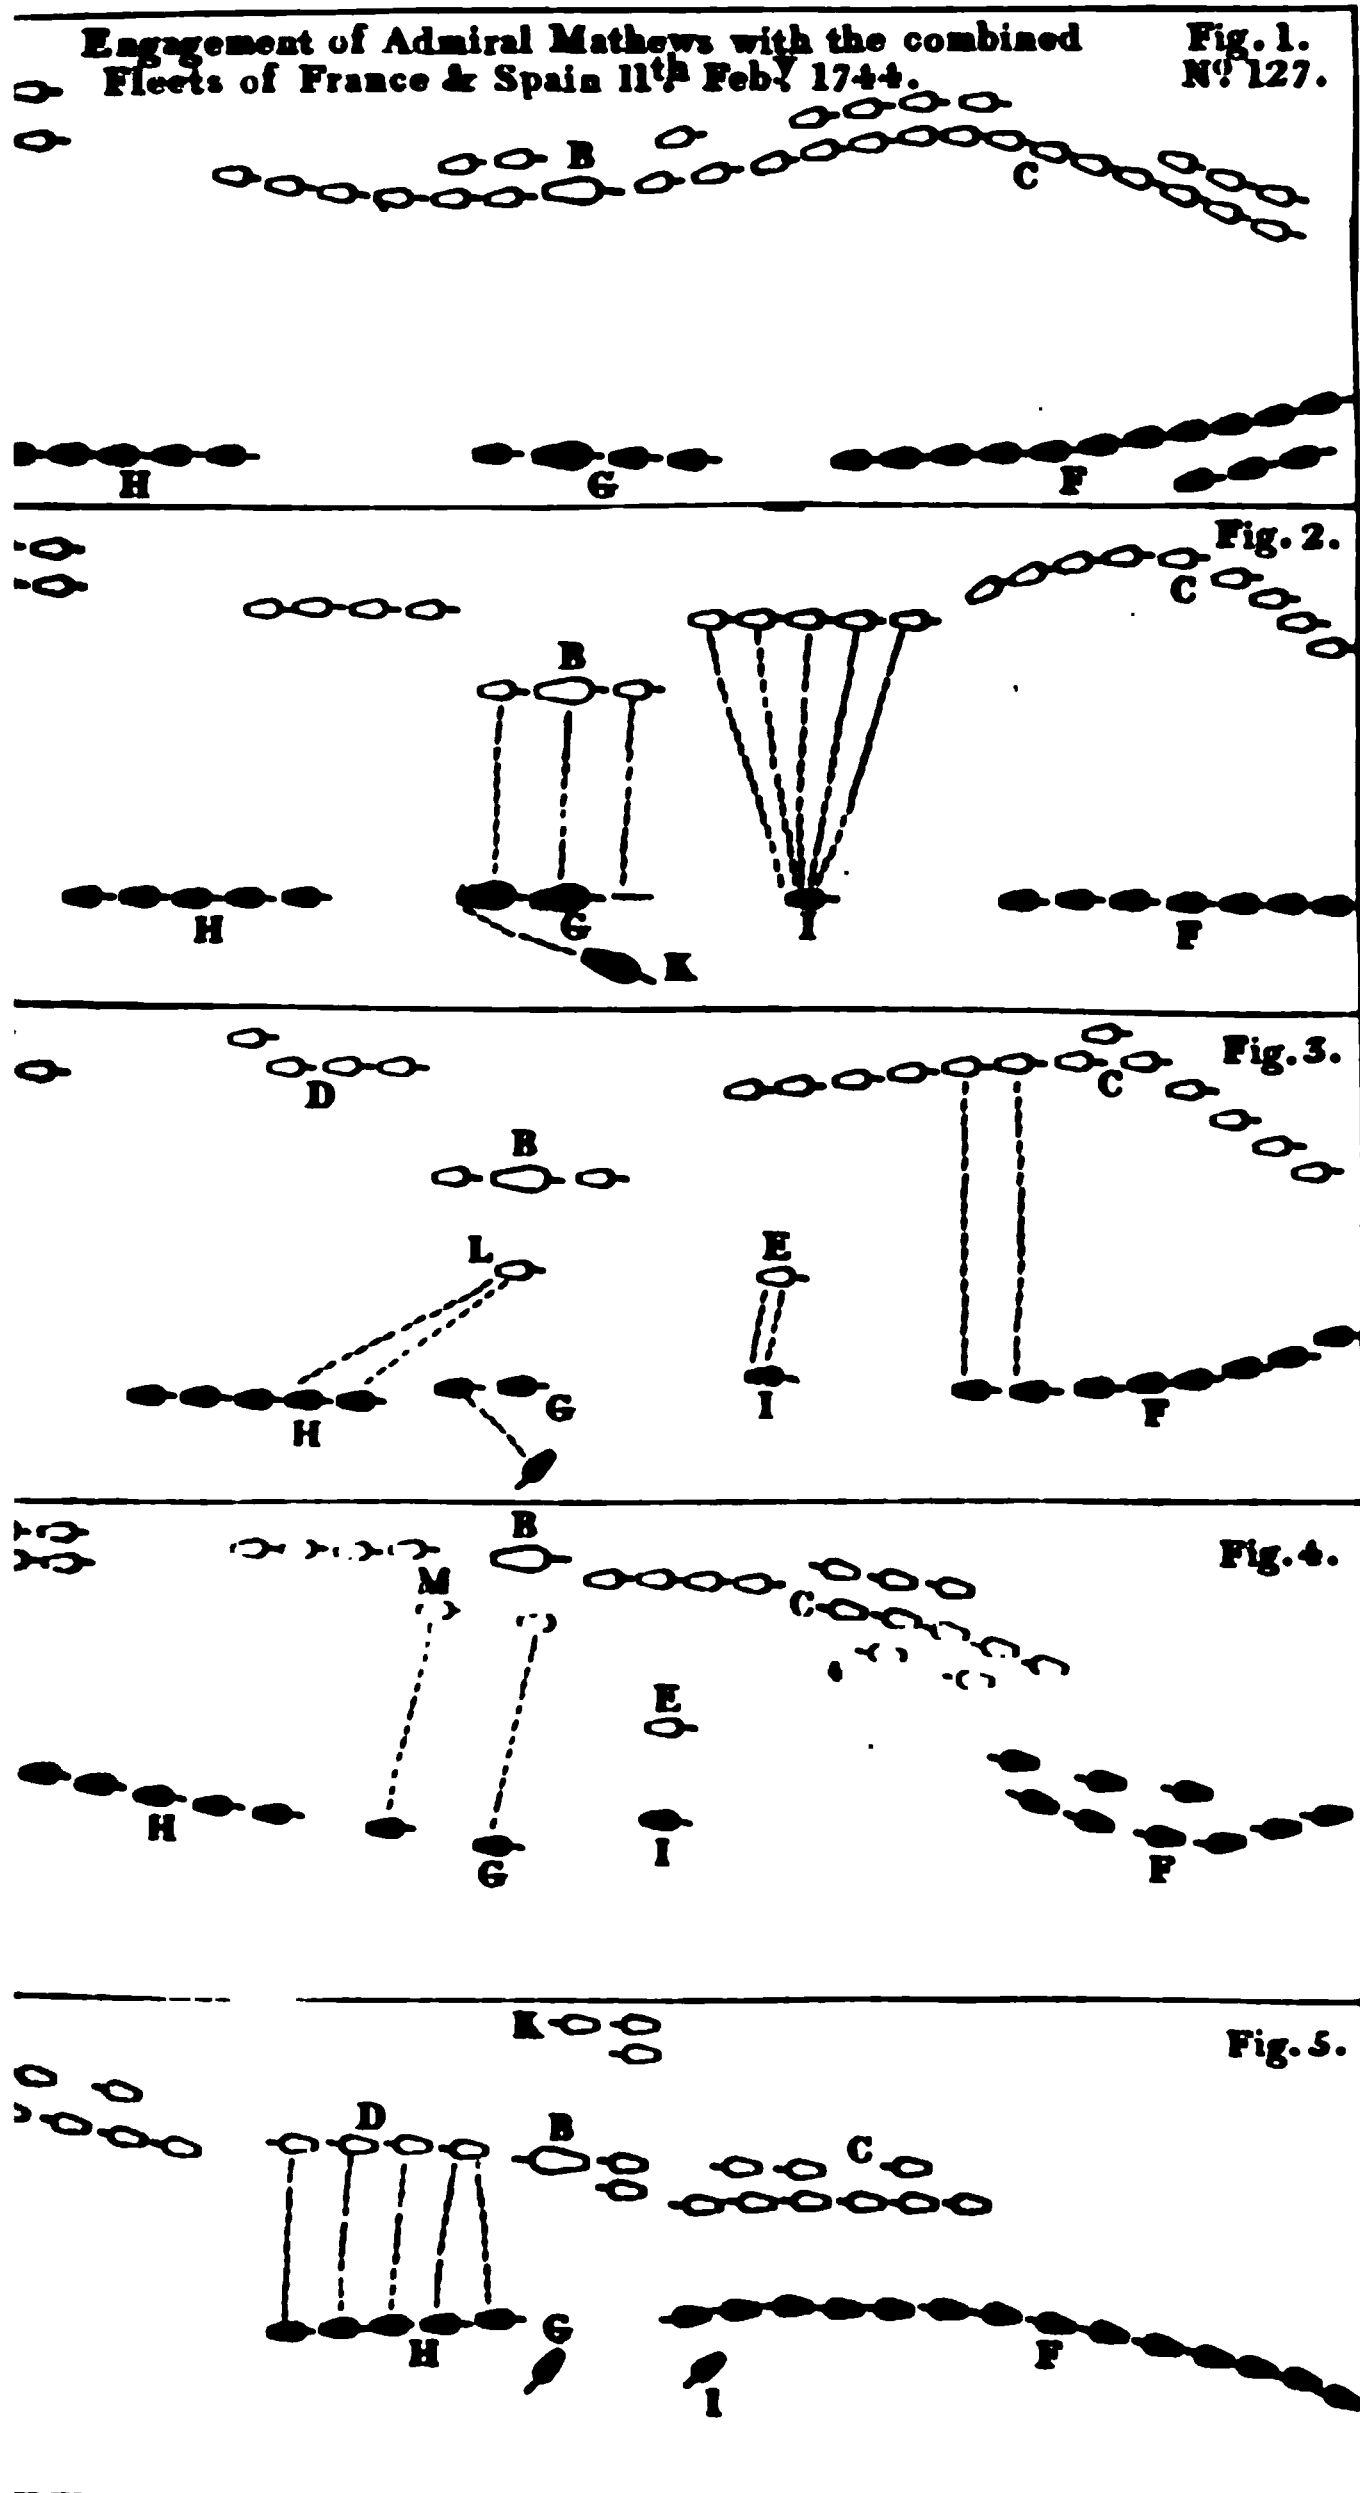 Engagement of Admiral Mathews with the combined
Fleets of France & Spain 11th Feby 1744.
Fig. 1.
No. 127.
B
C
H
G
F
Fig. 2.
C
B
H
G
I
F
K
Fig. 3.
D
C
B
L
E
H
G
I
F
Fig. 4.
B
M
C
E
H
G
I
F
K
Fig. 5.
D
B
C
H
G
F
I